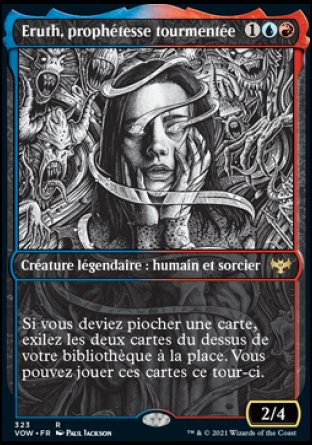 Eruth, prophétesse tourmentée 1
Créature légendaire : humain et sorcier
Si vous deviez piocher une carte,
exilez les deux cartes du dessus de
votre bibliothèque à la place. Vous
pouvez jouer ces cartes ce tour-ci.
2/4
323 R
VOW • FR Paul Jackson
™ & © 2021 Wizards of the Coast